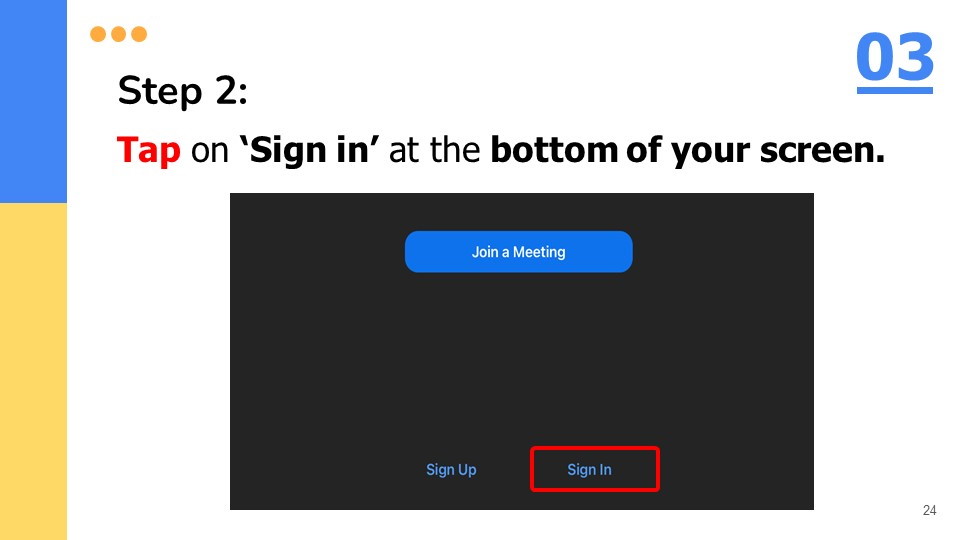 03
Step 2:
Tap on ‘Sign in’ at the bottom of your screen.
Join a Meeting
Sign Up Sign In
24